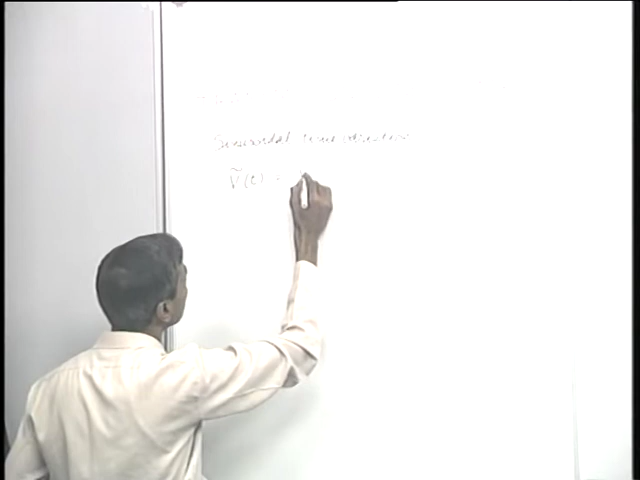 Sinusoidal time variation
Ṽ(t) =